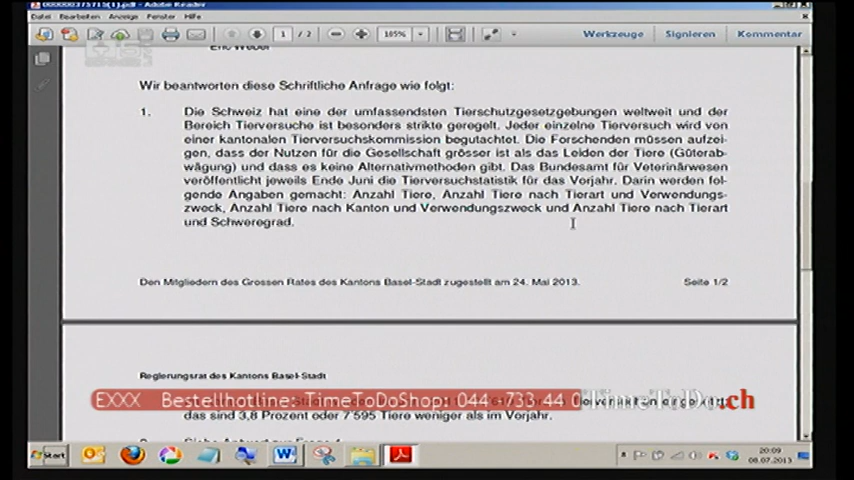 Datei Bearbeiten Anzeige Fenster Hilfe
1 / 2 185% Werkzeuge Signieren Kommentar
Eric Weber
Wir beantworten diese Schriftliche Anfrage wie folgt:
1. Die Schweiz hat eine der umfassendsten Tierschutzgesetzgebungen weltweit und der
Bereich Tierversuche ist besonders strikte geregelt. Jeder einzelne Tierversuch wird von
einer kantonalen Tierversuchskommission begutachtet. Die Forschenden müssen aufzei-
gen, dass der Nutzen für die Gesellschaft grösser ist als das Leiden der Tiere (Güterab-
wägung) und dass es keine Alternativmethoden gibt. Das Bundesamt für Veterinärwesen
veröffentlicht jeweils Ende Juni die Tierversuchstatistik für das Vorjahr. Darin werden fol-
gende Angaben gemacht: Anzahl Tiere, Anzahl Tiere nach Tierart und Verwendungs-
zweck, Anzahl Tiere nach Kanton und Verwendungszweck und Anzahl Tiere nach Tierart
und Schweregrad.
Den Mitgliedern des Grossen Rates des Kantons Basel-Stadt zugestellt am 24. Mai 2013. Seite 1/2
Regierungsrat des Kantons Basel-Stadt
EXXX Bestellhotline: TimeToDoShop: 044 - 733 44 TimeToDo.ch
das sind 3,8 Prozent oder 7'595 Tiere weniger als im Vorjahr.
Start 20:09
08.07.2013